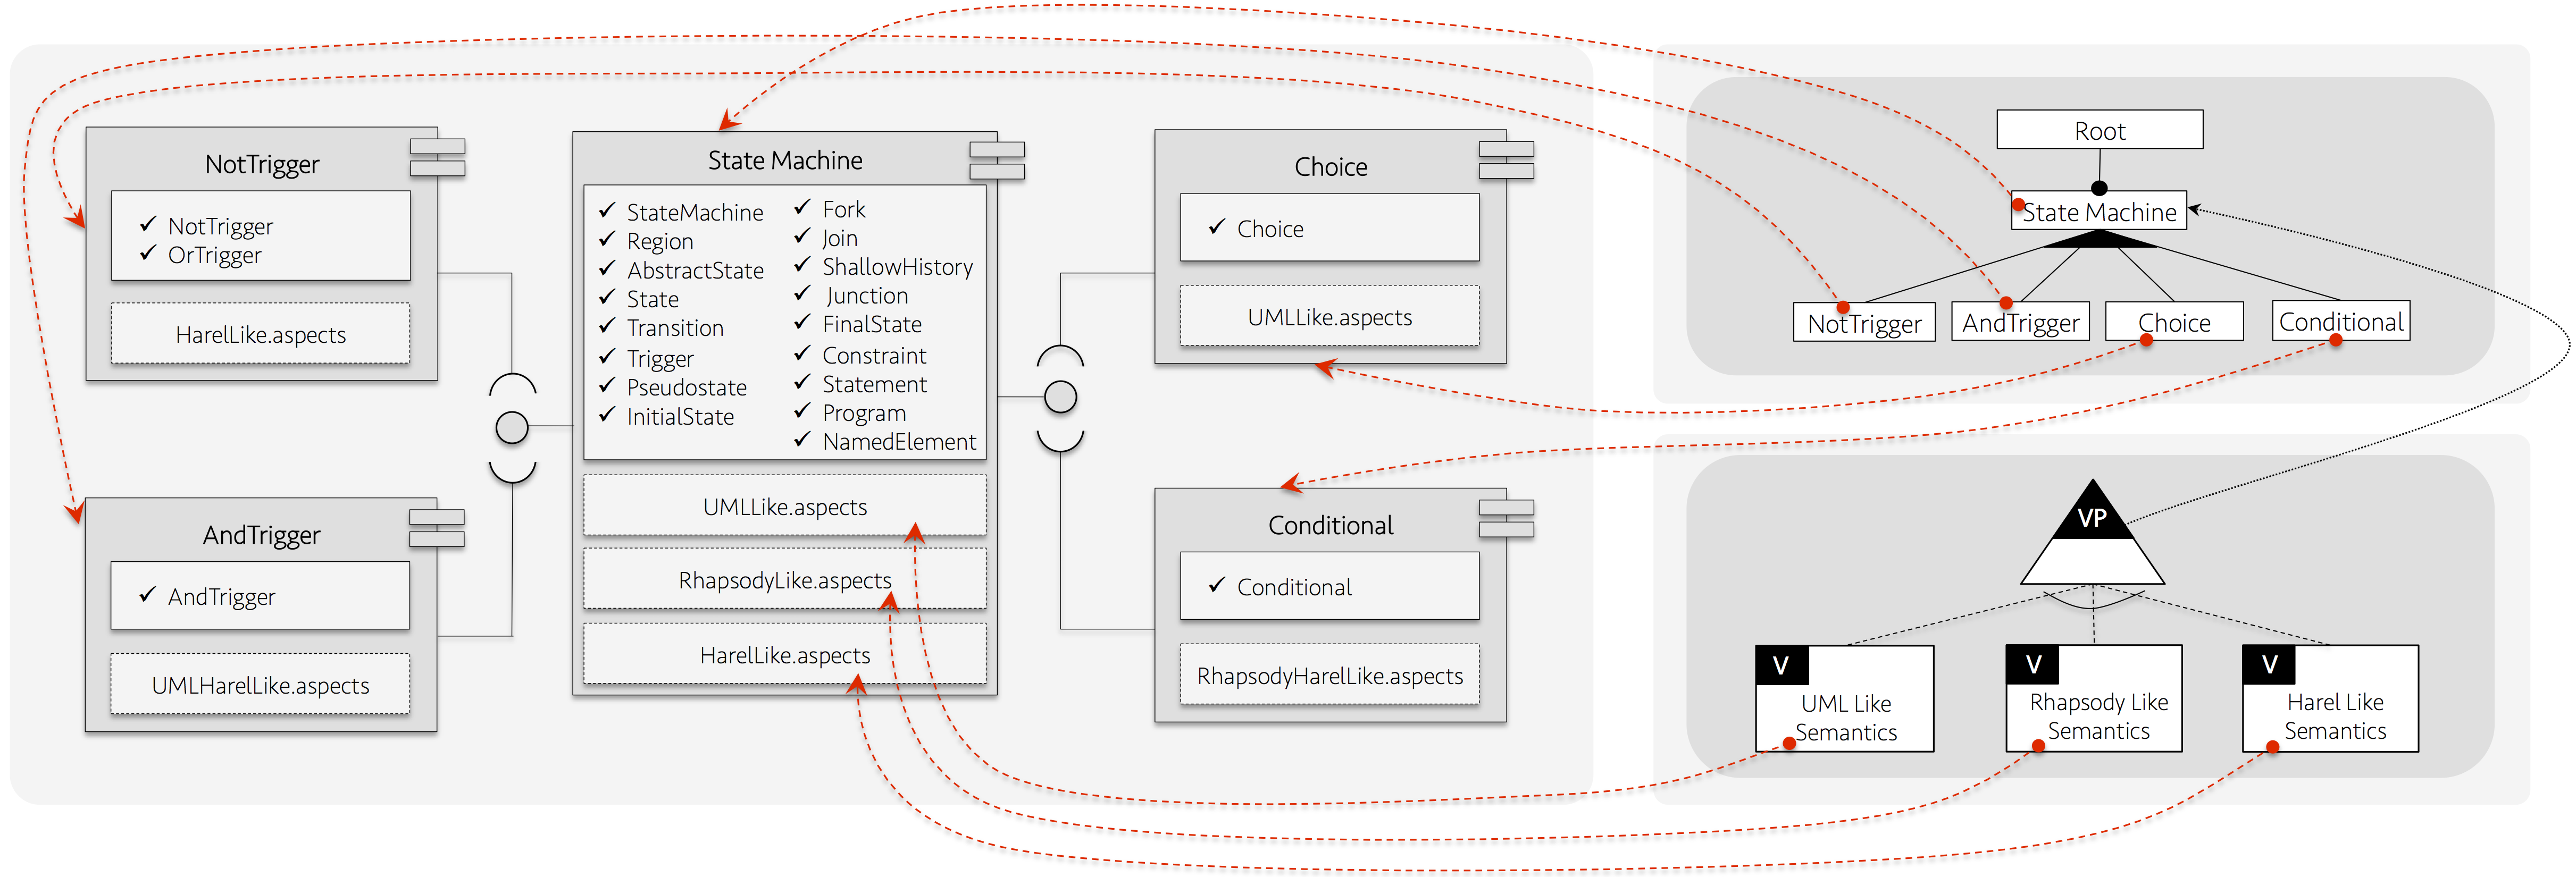 NotTrigger
✓ NotTrigger
✓ OrTrigger
HarelLike.aspects
AndTrigger
✓ AndTrigger
UMLHarelLike.aspects
State Machine
✓ StateMachine
✓ Region
✓ AbstractState
✓ State
✓ Transition
✓ Trigger
✓ Pseudostate
✓ InitialState
✓ Fork
✓ Join
✓ ShallowHistory
✓ Junction
✓ FinalState
✓ Constraint
✓ Statement
✓ Program
✓ NamedElement
UMLLike.aspects
RhapsodyLike.aspects
HarelLike.aspects
Choice
✓ Choice
UMLLike.aspects
Conditional
✓ Conditional
RhapsodyHarelLike.aspects
Root
State Machine
NotTrigger
AndTrigger
Choice
Conditional
VP
V
UML Like
Semantics
V
Rhapsody Like
Semantics
V
Harel Like
Semantics